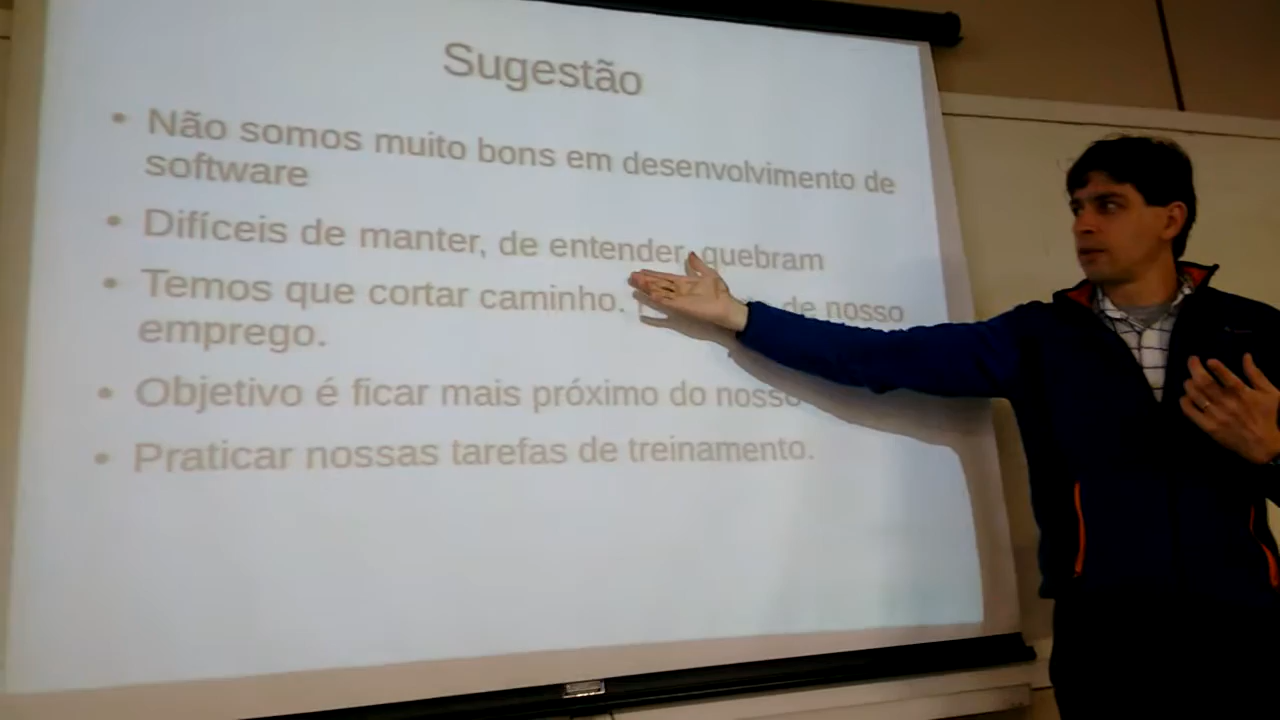 Sugestão
• Não somos muito bons em desenvolvimento de
software
• Difíceis de manter, de entender, quebram
• Temos que cortar caminho. de nosso
emprego.
• Objetivo é ficar mais próximo do nosso
• Praticar nossas tarefas de treinamento.